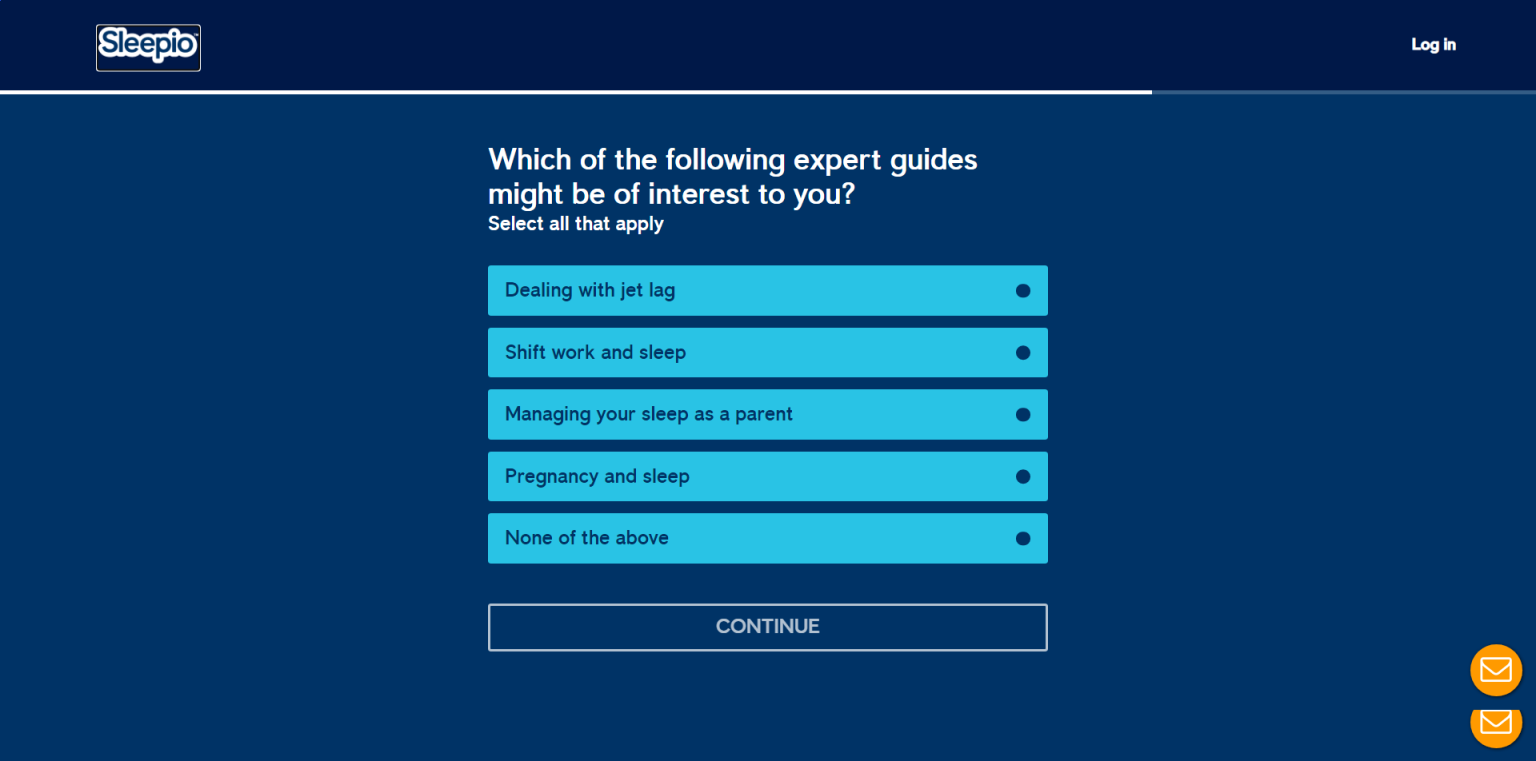 Sleepio™
Log in
Which of the following expert guides
might be of interest to you?
Select all that apply
Dealing with jet lag
Shift work and sleep
Managing your sleep as a parent
Pregnancy and sleep
None of the above
CONTINUE